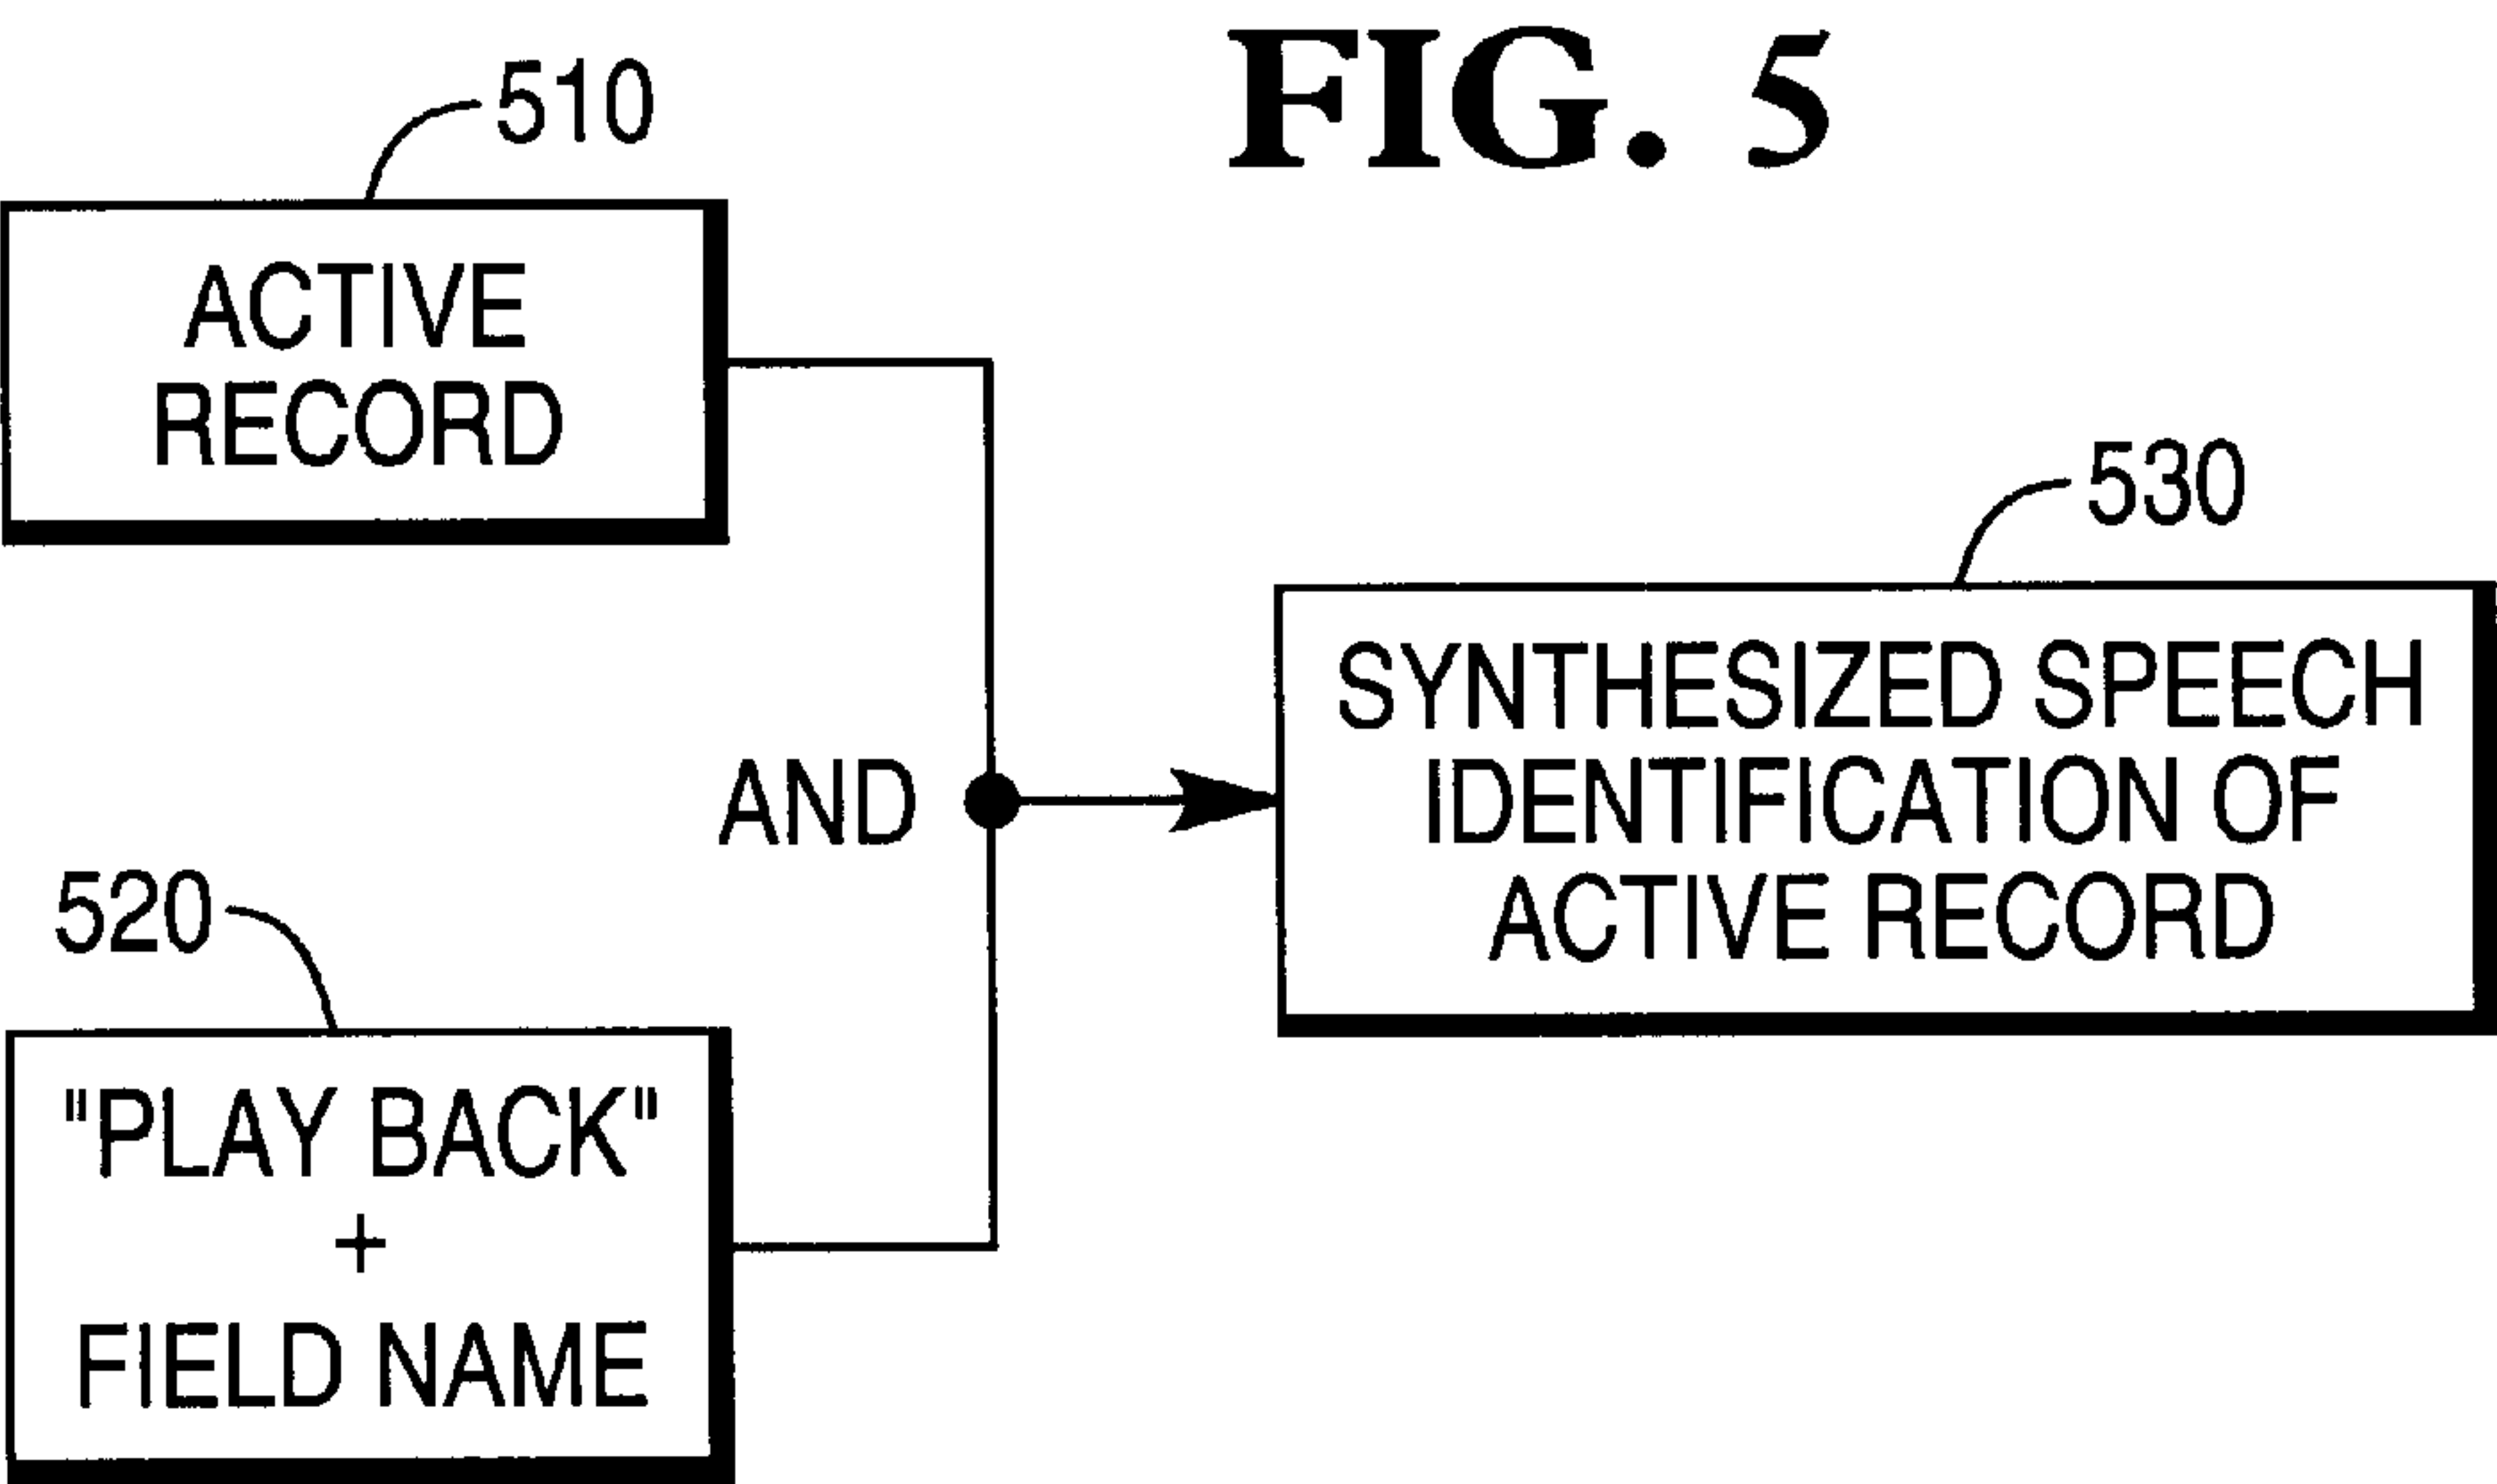 FIG. 5
510
ACTIVE
RECORD
530
SYNTHESIZED SPEECH
IDENTIFICATION OF
ACTIVE RECORD
AND
520
"PLAY BACK"
+
FIELD NAME